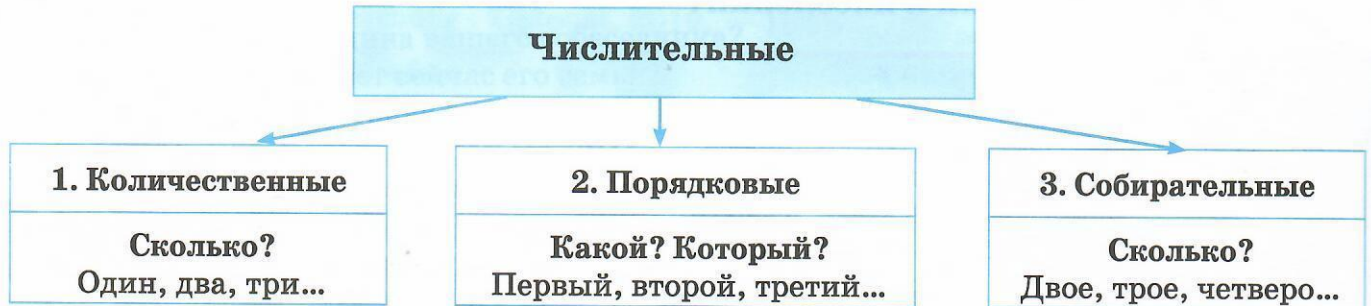 Числительные
1. Количественные
Сколько?
Один, два, три...
2. Порядковые
Какой? Который?
Первый, второй, третий...
3. Собирательные
Сколько?
Двое, трое, четверо...